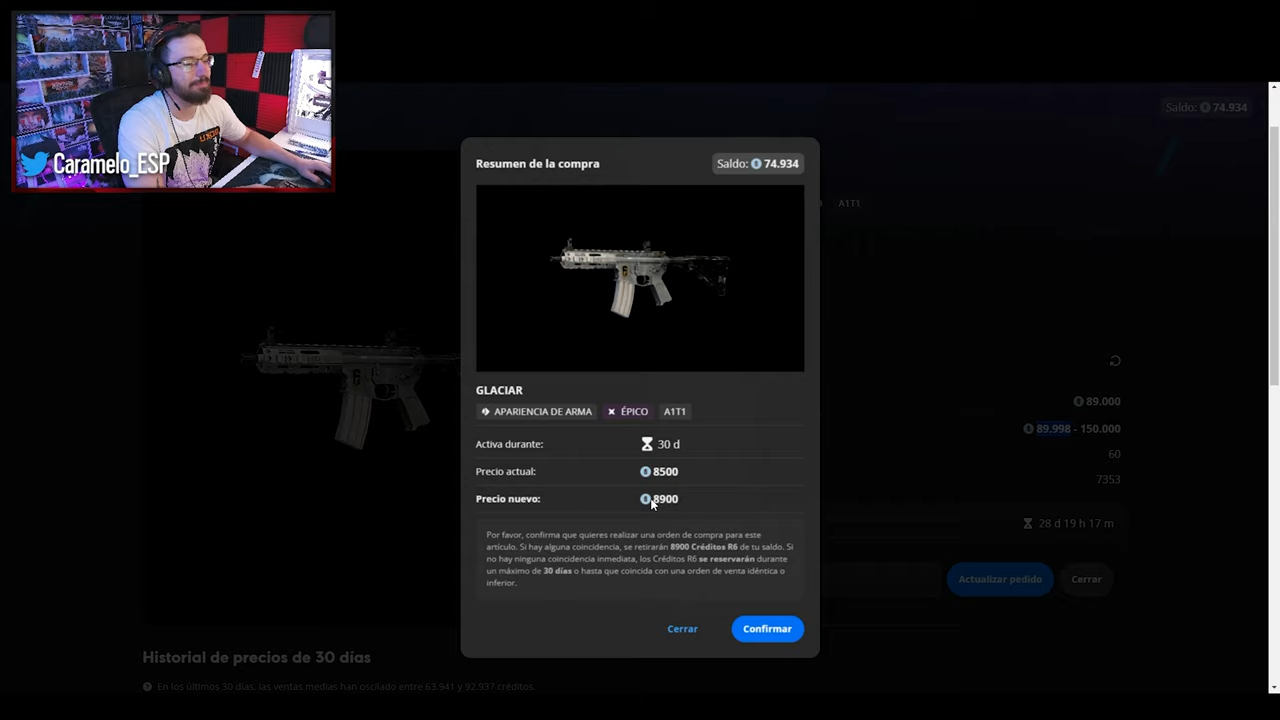 Caramelo_ESP
Saldo: 74.934
A1T1
Resumen de la compra
Saldo: 74.934
GLACIAR
APARIENCIA DE ARMA
ÉPICO
A1T1
Activa durante: 30 d
Precio actual: 8500
Precio nuevo: 8900
Por favor, confirma que quieres realizar una orden de compra para este
artículo. Si hay alguna coincidencia, se retirarán 8900 Créditos R6 de tu saldo. Si
no hay ninguna coincidencia inmediata, los Créditos R6 se reservarán durante
un máximo de 30 días o hasta que coincida con una orden de venta idéntica o
inferior.
Cerrar
Confirmar
89.000
89.998 - 150.000
60
7353
28 d 19 h 17 m
Actualizar pedido
Cerrar
Historial de precios de 30 días
En los últimos 30 días, las ventas medias han oscilado entre 63.941 y 92.937 créditos.